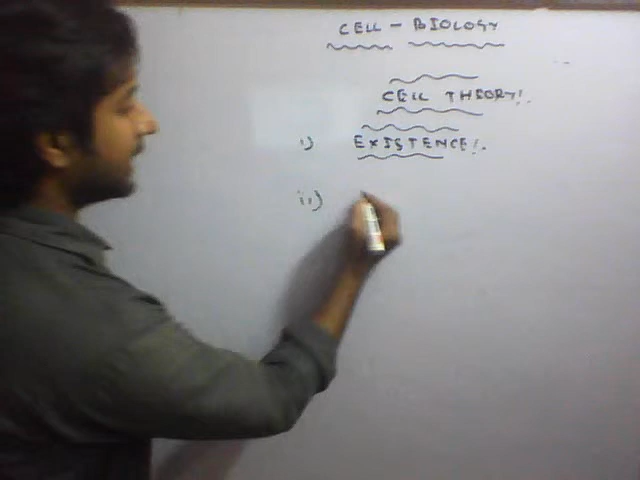 CELL - BIOLOGY
CELL THEORY!.
i) EXISTENCE!.
ii)